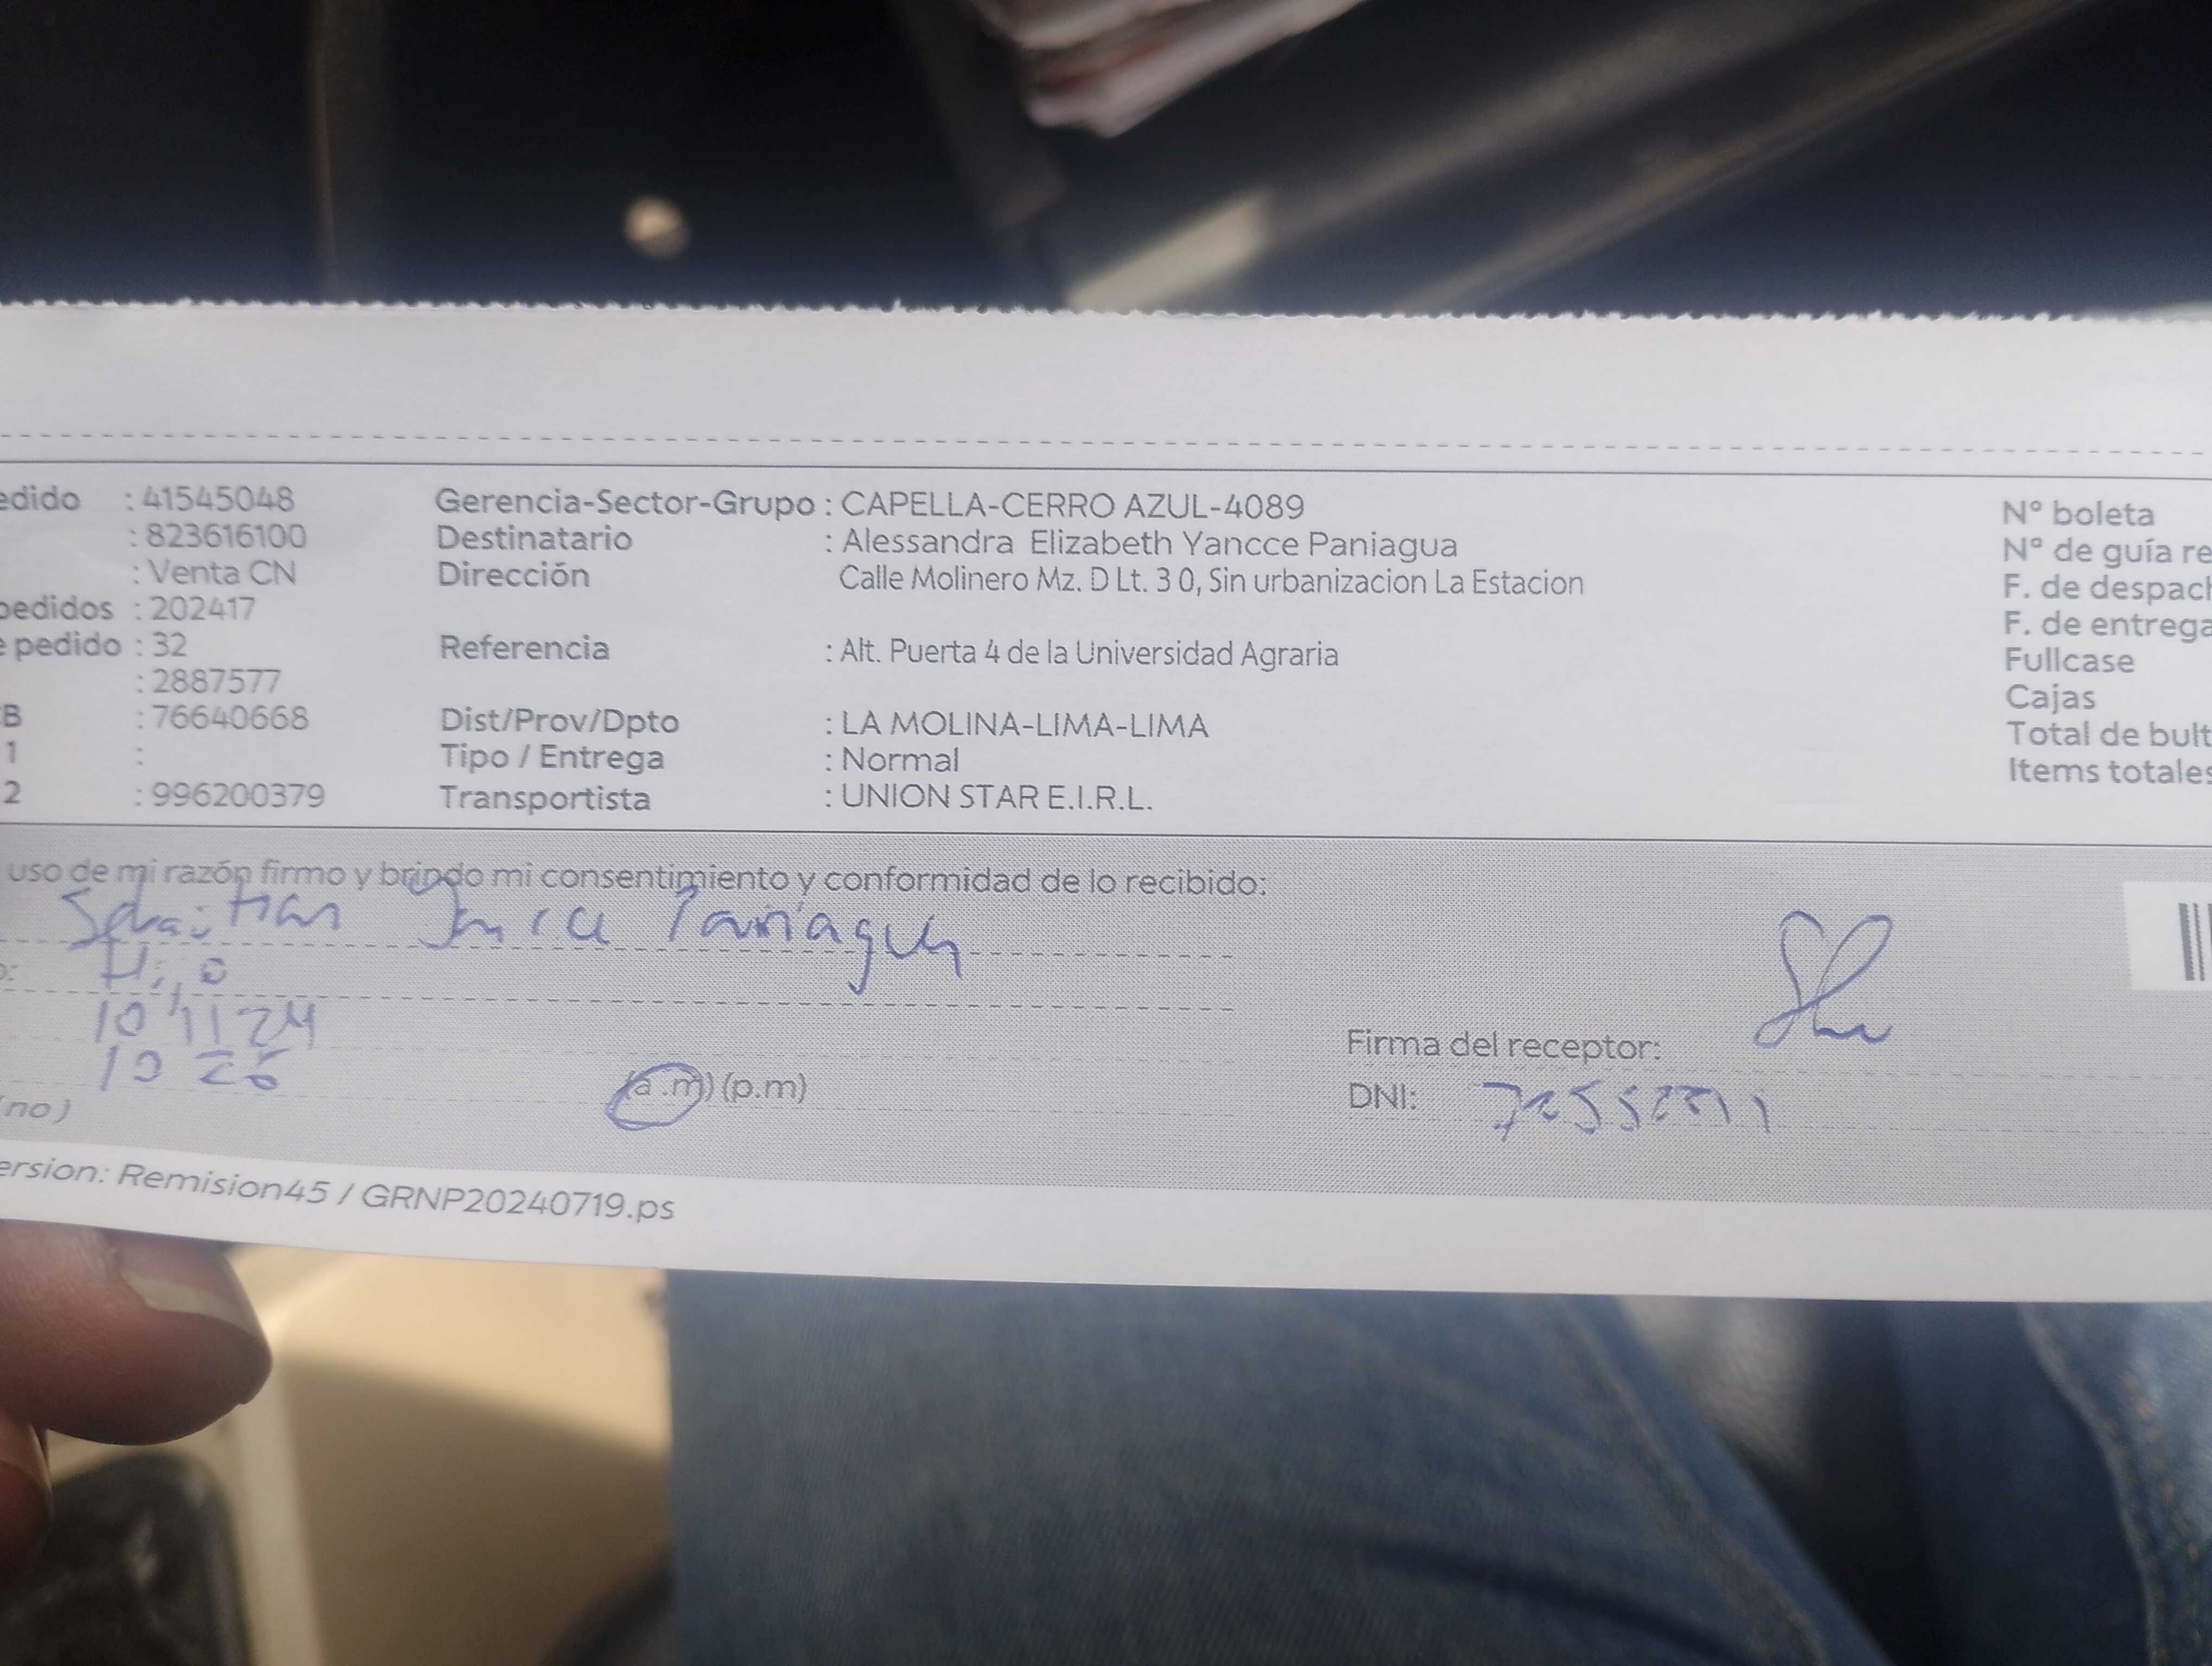 edido : 41545048
: 823616100
: Venta CN
pedidos : 202417
e pedido : 32
: 2887577
B : 76640668
1 :
2 : 996200379
Gerencia-Sector-Grupo : CAPELLA-CERRO AZUL-4089
Destinatario : Alessandra Elizabeth Yancce Paniagua
Dirección Calle Molinero Mz. D Lt. 3 0, Sin urbanizacion La Estacion
Referencia : Alt. Puerta 4 de la Universidad Agraria
Dist/Prov/Dpto : LA MOLINA-LIMA-LIMA
Tipo / Entrega : Normal
Transportista : UNION STAR E.I.R.L.
N° boleta
N° de guía re
F. de despach
F. de entrega
Fullcase
Cajas
Total de bult
Items totales
uso de mi razón firmo y brindo mi consentimiento y conformidad de lo recibido:
Sebastian Paniagua
o: Hijo
10 11 24
10 26 (a .m) (p.m)
no )
Firma del receptor:
DNI:
ersion: Remision45 / GRNP20240719.ps